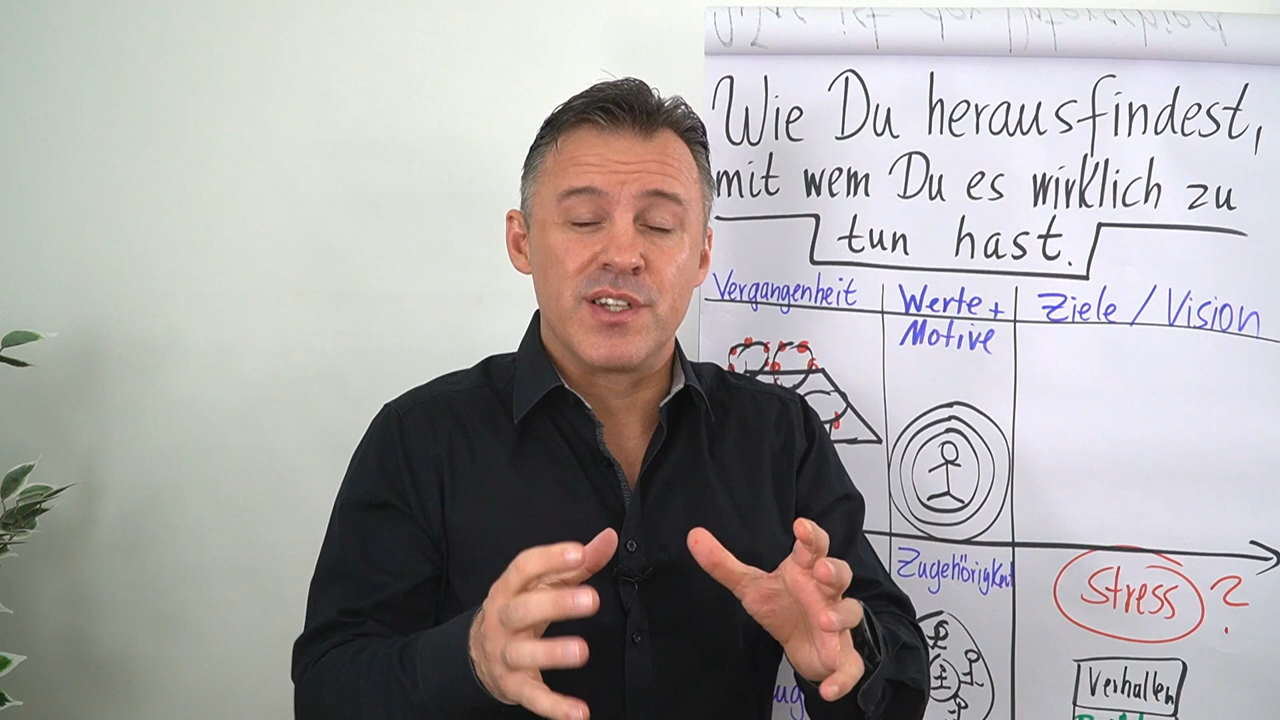 Wie Du herausfindest,
mit wem Du es wirklich zu
tun hast.
Vergangenheit
Werte +
Motive
Ziele / Vision
Zugehörigkeit
Stress ?
Verhalten